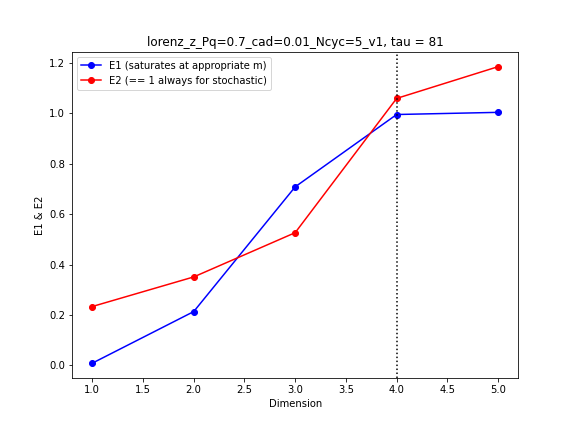 lorenz_z_Pq=0.7_cad=0.01_Ncyc=5_v1, tau = 81
E1 (saturates at appropriate m)
E2 (== 1 always for stochastic)
E1 & E2
1.2
1.0
0.8
0.6
0.4
0.2
0.0
1.0 1.5 2.0 2.5 3.0 3.5 4.0 4.5 5.0
Dimension